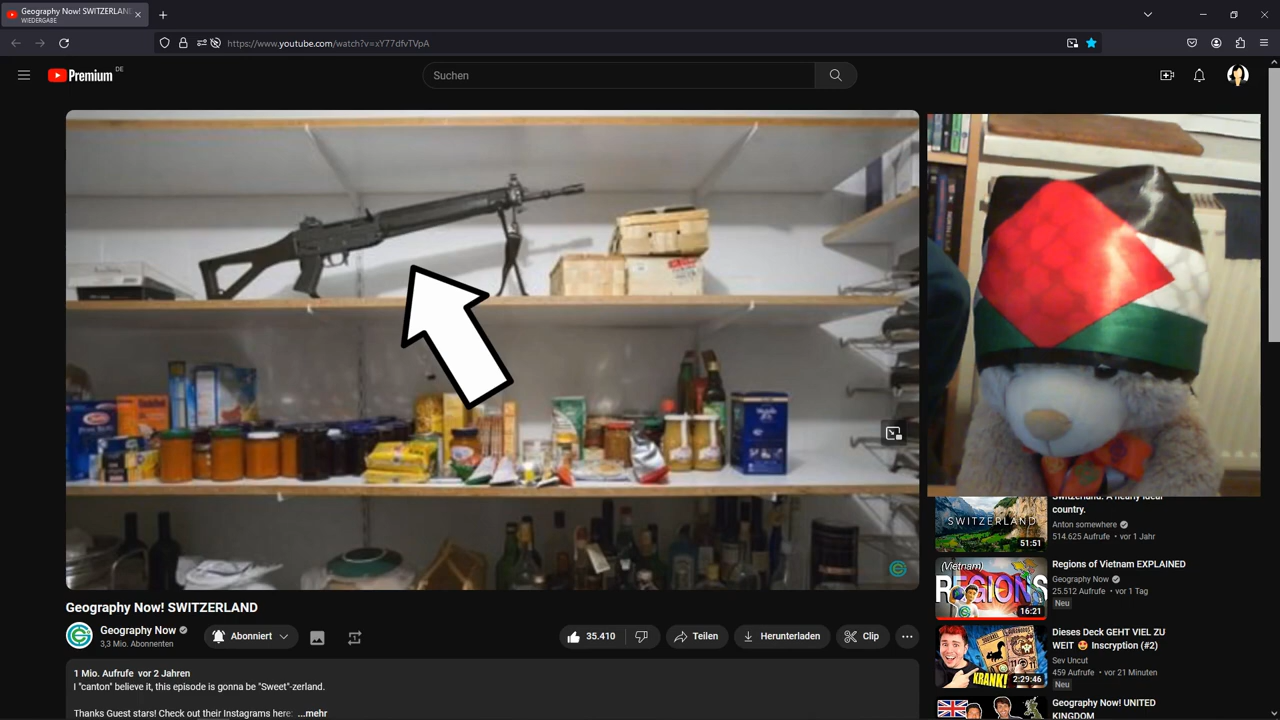 Geography Now! SWITZERLAND
WIEDERGABE
https://www.youtube.com/watch?v=xY77dfvTVpA
Premium DE
Suchen
Geography Now! SWITZERLAND
Geography Now
3,3 Mio. Abonnenten
Abonniert
35.410
Teilen
Herunterladen
Clip
1 Mio. Aufrufe vor 2 Jahren
I "canton" believe it, this episode is gonna be "Sweet"-zerland.
Thanks Guest stars! Check out their Instagrams here: ...mehr
SWITZERLAND
51:51
Switzerland. A nearly ideal
country.
Anton somewhere
514.625 Aufrufe • vor 1 Jahr
(Vietnam)
REGIONS
16:21
Regions of Vietnam EXPLAINED
Geography Now
25.512 Aufrufe • vor 1 Tag
Neu
KRANK!
2:29:46
Dieses Deck GEHT VIEL ZU
WEIT 🤩 Inscryption (#2)
Sev Uncut
459 Aufrufe • vor 21 Minuten
Neu
Geography Now! UNITED
KINGDOM